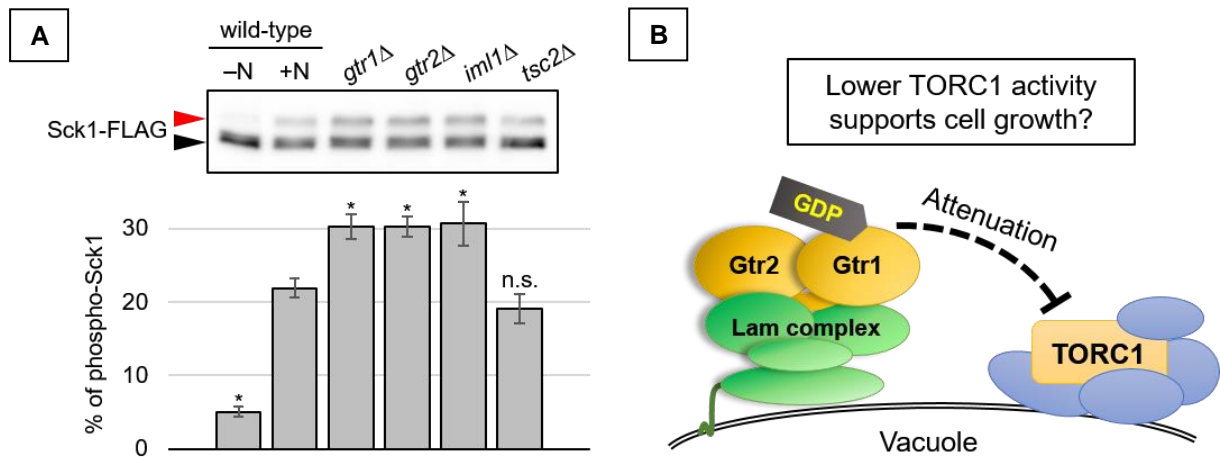 A
wild-type
–N +N gtr1Δ gtr2Δ iml1Δ tsc2Δ
Sck1-FLAG
% of phospho-Sck1
30
20
10
0
* * * * n.s.
B
Lower TORC1 activity
supports cell growth?
GDP
Attenuation
Gtr2 Gtr1
Lam complex
TORC1
Vacuole